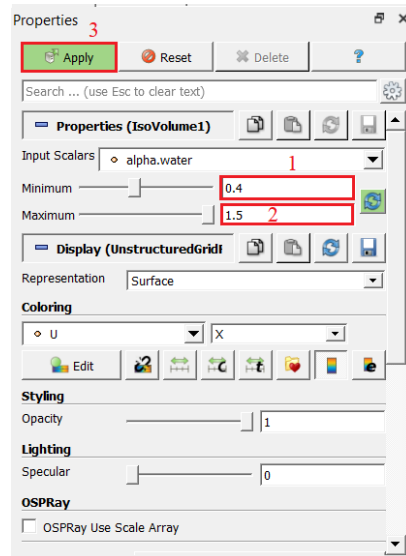 Properties
3
Apply Reset Delete ?
Search ... (use Esc to clear text)
Properties (IsoVolume1)
Input Scalars alpha.water
1
Minimum 0.4
Maximum 1.5 2
Display (UnstructuredGridI
Representation Surface
Coloring
U X
Edit
Styling
Opacity 1
Lighting
Specular 0
OSPRay
OSPRay Use Scale Array